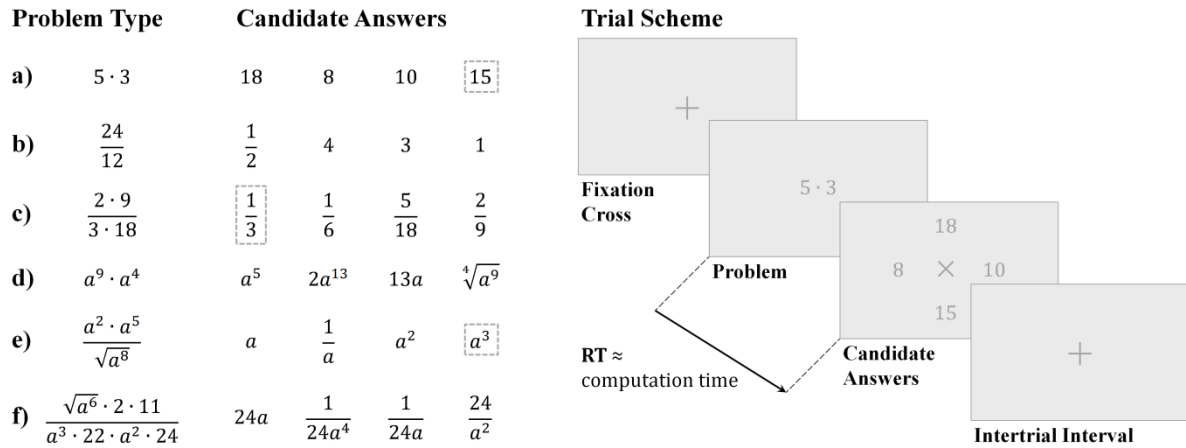 Problem Type Candidate Answers Trial Scheme
a) 5 · 3 18 8 10 15
b) 24/12 1/2 4 3 1
c) (2 · 9)/(3 · 18) 1/3 1/6 5/18 2/9
d) a⁹ · a⁴ a⁵ 2a¹³ 13a ⁴√(a⁹)
e) (a² · a⁵)/√(a⁸) a 1/a a² a³
f) (√(a⁶) · 2 · 11)/(a³ · 22 · a² · 24) 24a 1/(24a⁴) 1/(24a) 24/a²
Fixation
Cross
5 · 3
Problem
18
8 × 10
15
Candidate
Answers
RT ≈
computation time
Intertrial Interval